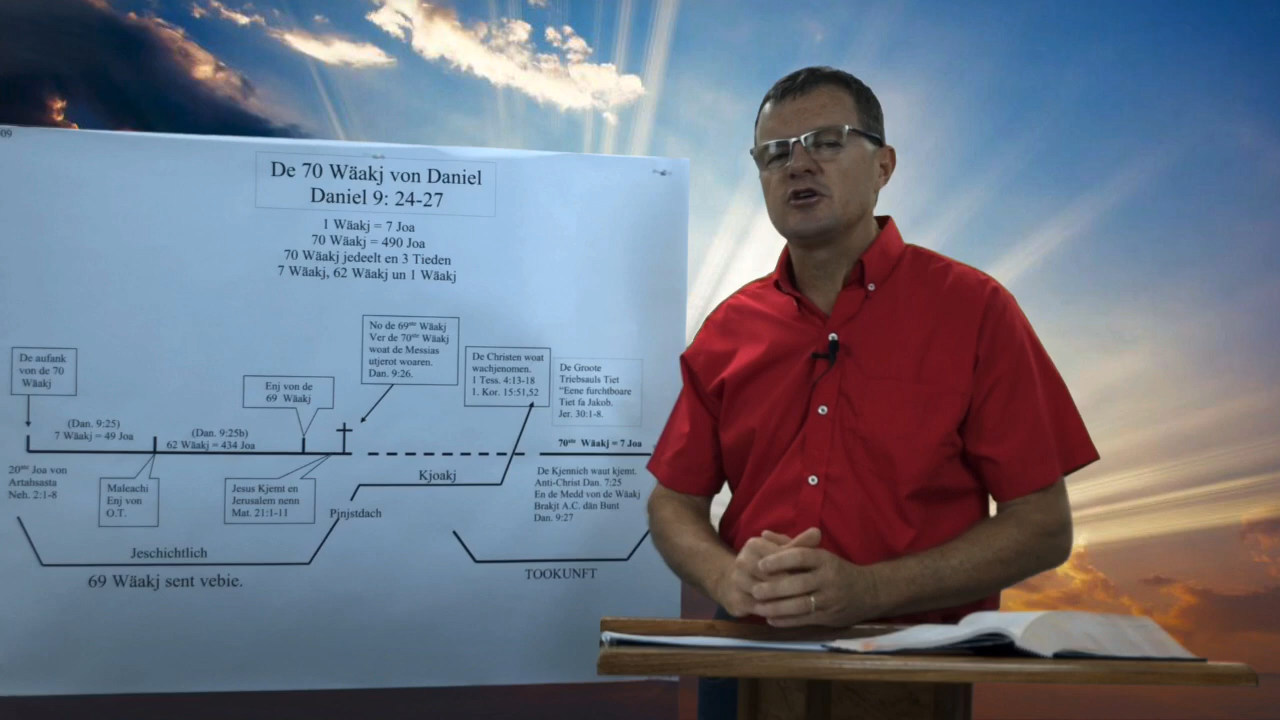 09
De 70 Wäakj von Daniel
Daniel 9: 24-27
1 Wäakj = 7 Joa
70 Wäakj = 490 Joa
70 Wäakj jedeelt en 3 Tieden
7 Wäakj, 62 Wäakj un 1 Wäakj
De aufank
von de 70
Wäakj
(Dan. 9:25)
7 Wäakj = 49 Joa
20ste Joa von
Artahsasta
Neh. 2:1-8
Maleachi
Enj von
O.T.
(Dan. 9:25b)
62 Wäakj = 434 Joa
Enj von de
69 Wäakj
Jesus Kjemt en
Jerusalem nenn
Mat. 21:1-11
No de 69ste Wäakj
Ver de 70ste Wäakj
woat de Messias
utjerot woaren.
Dan. 9:26.
De Christen woat
wachjenomen.
1 Tess. 4:13-18
1. Kor. 15:51,52
De Groote
Triebsauls Tiet
"Eene furchtboare
Tiet fa Jakob.
Jer. 30:1-8.
70ste Wäakj = 7 Joa
De Kjennich waut kjemt.
Anti-Christ Dan. 7:25
En de Medd von de Wäakj
Brakjt A.C. dän Bunt
Dan. 9:27
Kjoakj
Pinjstdach
Jeschichtlich
69 Wäakj sent vebie.
TOOKUNFT